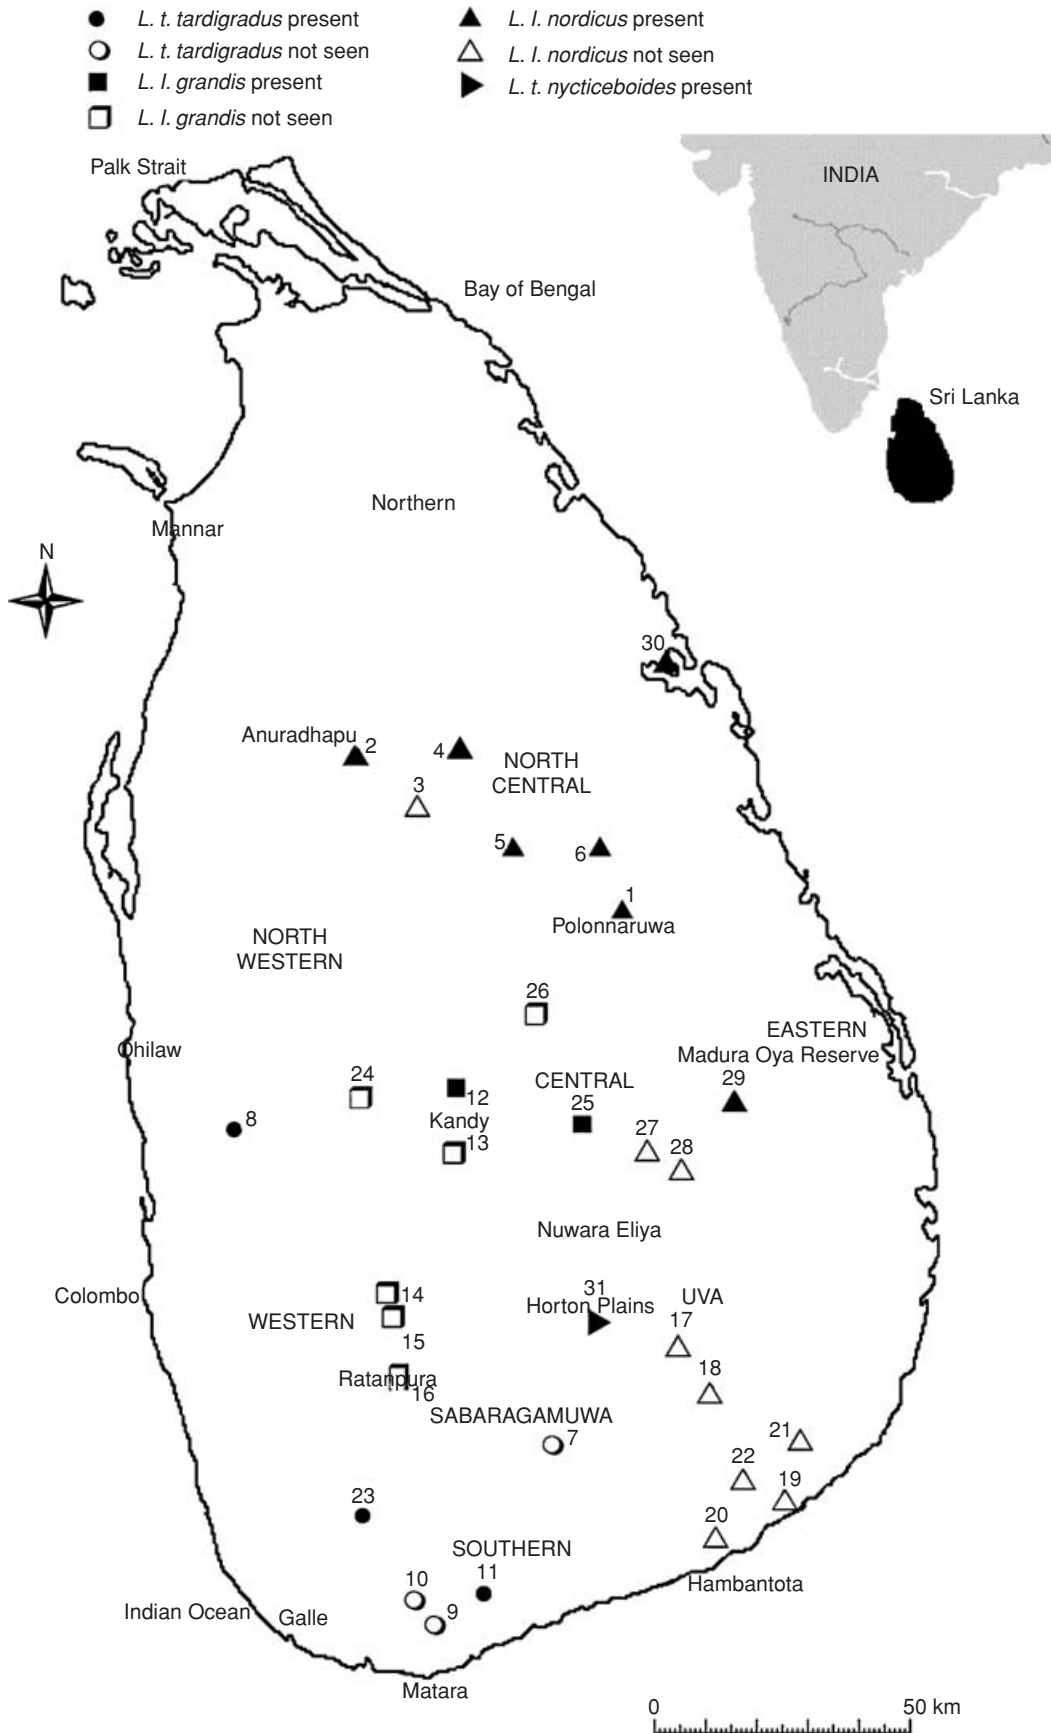 L. t. tardigradus present
L. t. tardigradus not seen
L. l. grandis present
L. l. grandis not seen
L. l. nordicus present
L. l. nordicus not seen
L. t. nycticeboides present
Palk Strait
INDIA
Bay of Bengal
Sri Lanka
Northern
Mannar
N
30
Anuradhapu
2
4
3
NORTH
CENTRAL
5
6
1
Polonnaruwa
NORTH
WESTERN
26
EASTERN
Ohilaw
Madura Oya Reserve
24
CENTRAL
29
12
25
8
Kandy
13
27
28
Nuwara Eliya
31
Colombo
14
Horton Plains
UVA
WESTERN
17
15
Ratanpura
16
18
SABARAGAMUWA
7
21
22
19
23
20
SOUTHERN
10
11
Hambantota
Indian Ocean
Galle
9
Matara
0
50 km